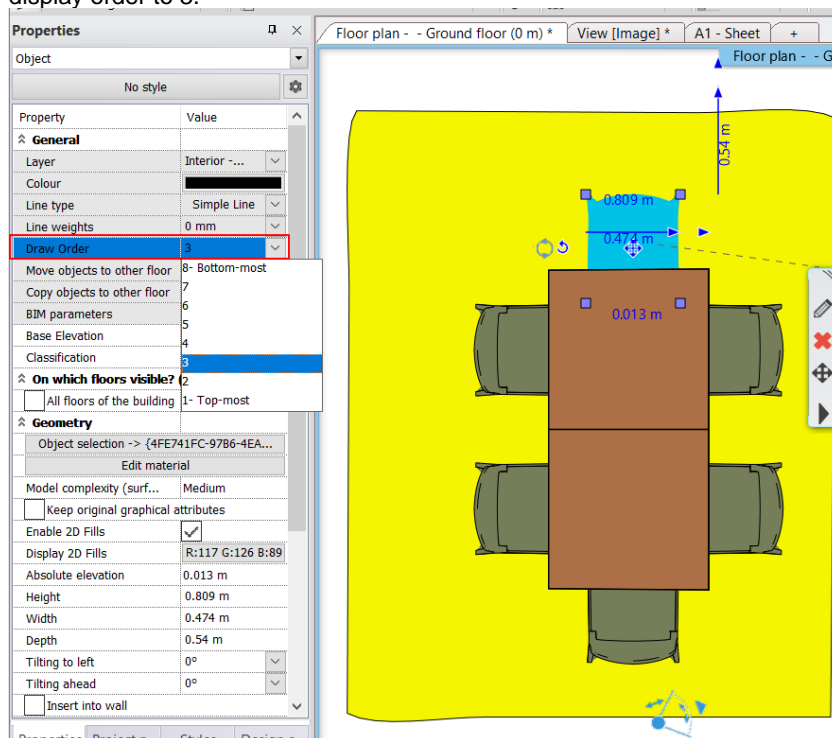 display order to 3.
Properties
Object
No style
Property Value
General
Layer Interior -...
Colour
Line type Simple Line
Line weights 0 mm
Draw Order 3
Move objects to other floor 8- Bottom-most
Copy objects to other floor 7
BIM parameters 6
5
Base Elevation 4
Classification 3
On which floors visible? ( 2
All floors of the building 1- Top-most
Geometry
Object selection -> {4FE741FC-97B6-4EA...
Edit material
Model complexity (surf... Medium
Keep original graphical attributes
Enable 2D Fills
Display 2D Fills R:117 G:126 B:89
Absolute elevation 0.013 m
Height 0.809 m
Width 0.474 m
Depth 0.54 m
Tilting to left 0°
Tilting ahead 0°
Insert into wall
Properties Project
Floor plan - - Ground floor (0 m) * View [Image] * A1 - Sheet +
Floor plan - - G
0.54 m
0.809 m
0.474 m
0.013 m